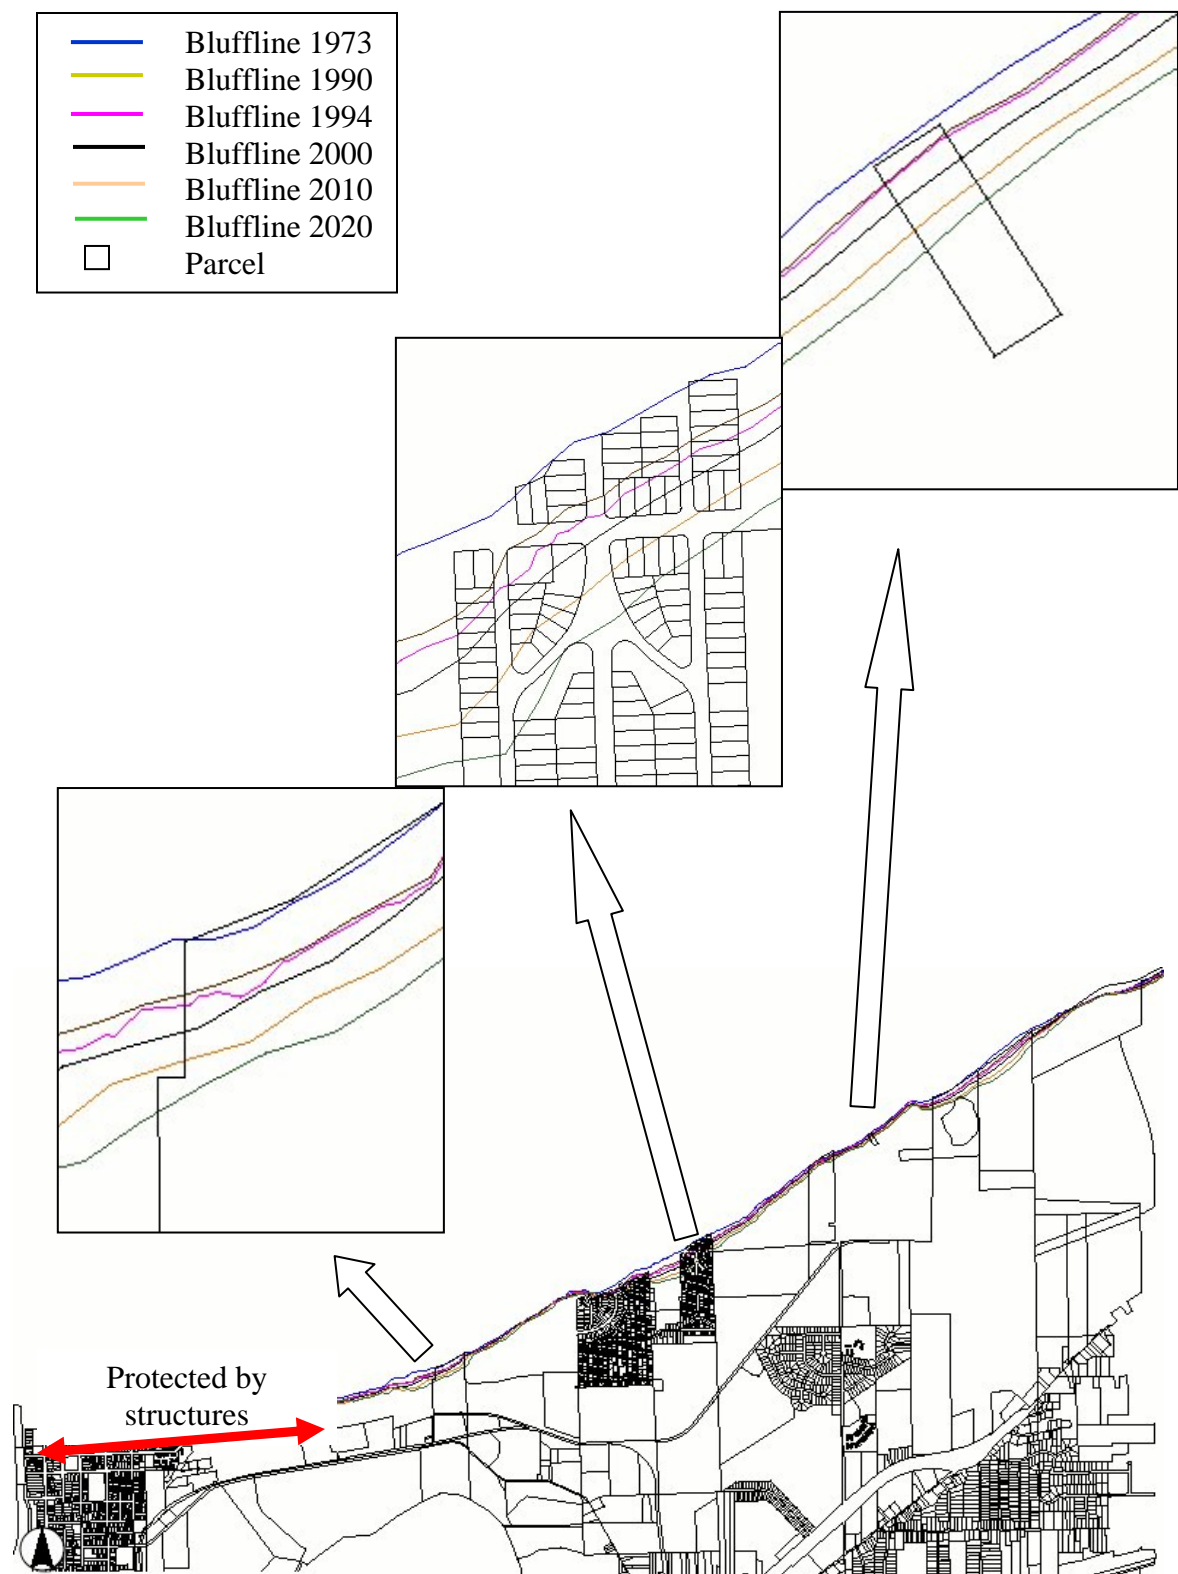 Bluffline 1973
Bluffline 1990
Bluffline 1994
Bluffline 2000
Bluffline 2010
Bluffline 2020
Parcel
Protected by
structures